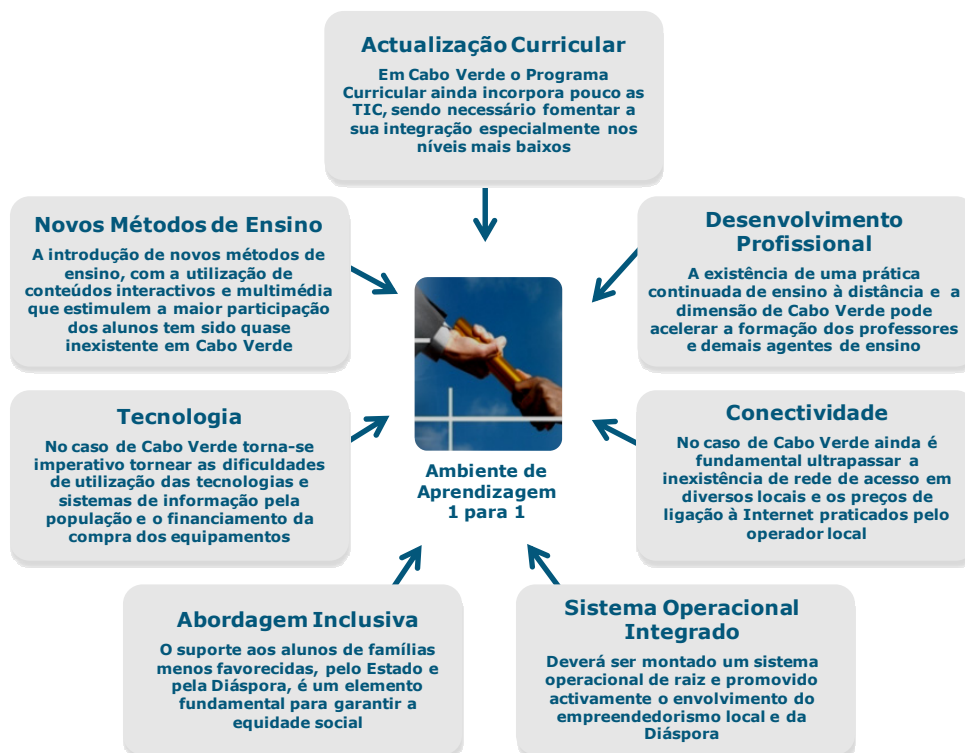 Actualização Curricular
Em Cabo Verde o Programa
Curricular ainda incorpora pouco as
TIC, sendo necessário fomentar a
sua integração especialmente nos
níveis mais baixos
Novos Métodos de Ensino
A introdução de novos métodos de
ensino, com a utilização de
conteúdos interactivos e multimédia
que estimulem a maior participação
dos alunos tem sido quase
inexistente em Cabo Verde
Desenvolvimento
Profissional
A existência de uma prática
continuada de ensino à distância e a
dimensão de Cabo Verde pode
acelerar a formação dos professores
e demais agentes de ensino
Tecnologia
No caso de Cabo Verde torna-se
imperativo tornear as dificuldades
de utilização das tecnologias e
sistemas de informação pela
população e o financiamento da
compra dos equipamentos
Ambiente de
Aprendizagem
1 para 1
Conectividade
No caso de Cabo Verde ainda é
fundamental ultrapassar a
inexistência de rede de acesso em
diversos locais e os preços de
ligação à Internet praticados pelo
operador local
Abordagem Inclusiva
O suporte aos alunos de famílias
menos favorecidas, pelo Estado e
pela Diáspora, é um elemento
fundamental para garantir a
equidade social
Sistema Operacional
Integrado
Deverá ser montado um sistema
operacional de raiz e promovido
activamente o envolvimento do
empreendedorismo local e da
Diáspora